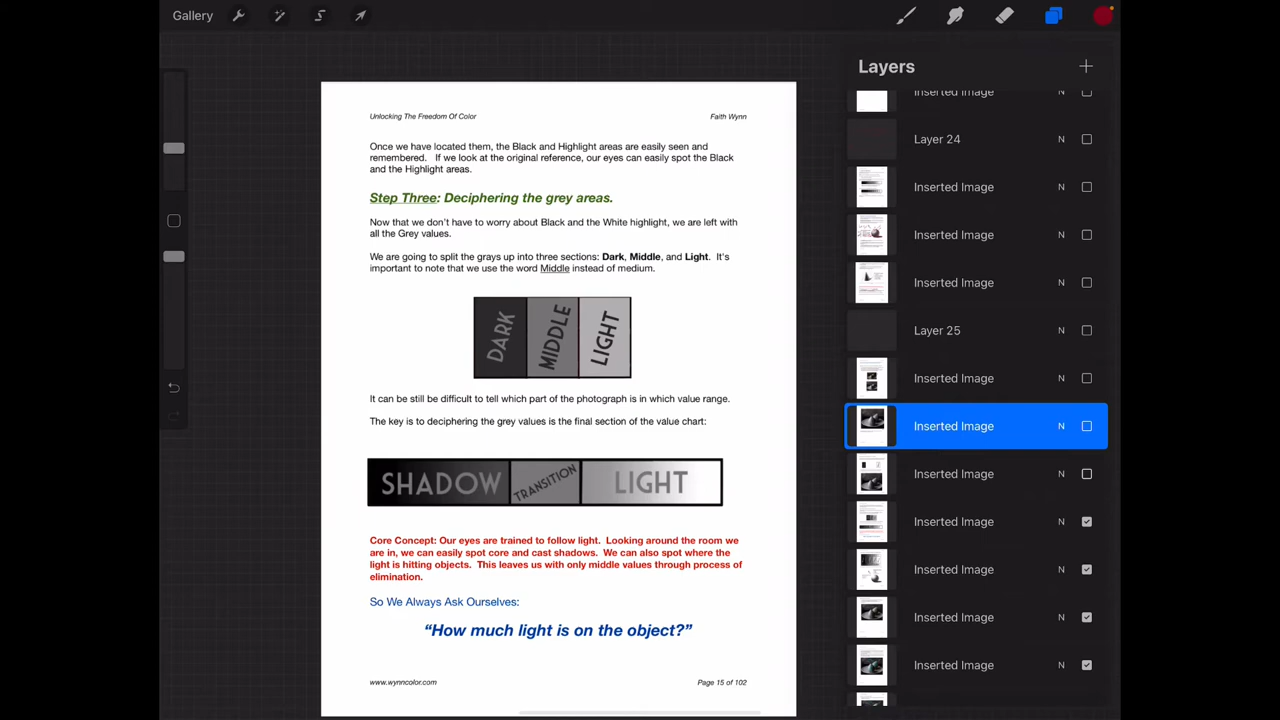 Gallery
Layers
Inserted Image N
Layer 24 N
Inserted Image N
Inserted Image N
Inserted Image N
Layer 25 N
Inserted Image N
Inserted Image N
Inserted Image N
Inserted Image N
Inserted Image N
Inserted Image N
Inserted Image N
Unlocking The Freedom Of Color Faith Wynn
Once we have located them, the Black and Highlight areas are easily seen and
remembered. If we look at the original reference, our eyes can easily spot the Black
and the Highlight areas.
Step Three: Deciphering the grey areas.
Now that we don't have to worry about Black and the White highlight, we are left with
all the Grey values.
We are going to split the grays up into three sections: Dark, Middle, and Light. It's
important to note that we use the word Middle instead of medium.
DARK MIDDLE LIGHT
It can be still be difficult to tell which part of the photograph is in which value range.
The key is to deciphering the grey values is the final section of the value chart:
SHADOW TRANSITION LIGHT
Core Concept: Our eyes are trained to follow light. Looking around the room we
are in, we can easily spot core and cast shadows. We can also spot where the
light is hitting objects. This leaves us with only middle values through process of
elimination.
So We Always Ask Ourselves:
“How much light is on the object?”
www.wynncolor.com Page 15 of 102